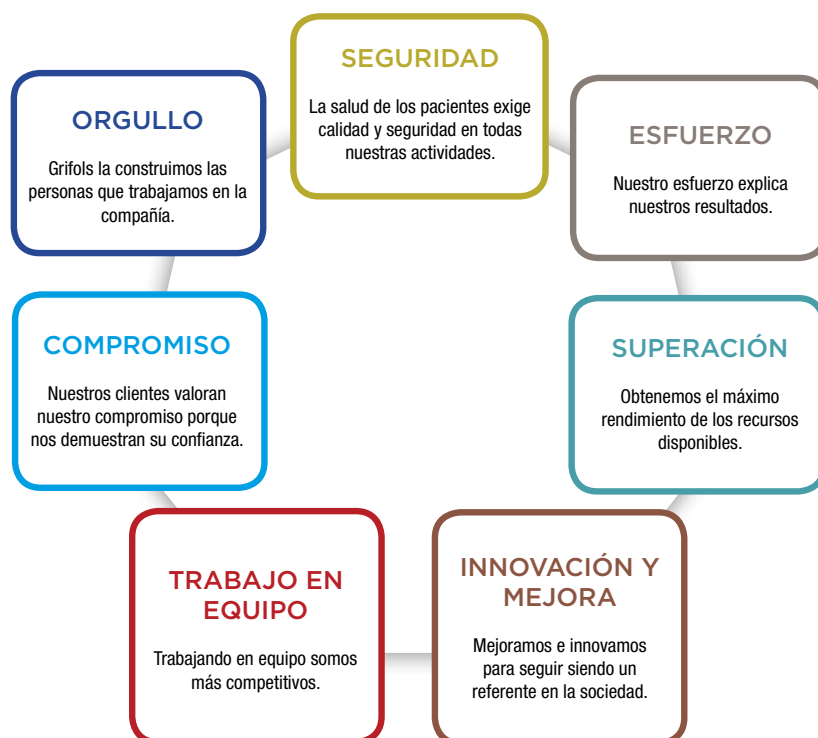 SEGURIDAD
La salud de los pacientes exige
calidad y seguridad en todas
nuestras actividades.
ESFUERZO
Nuestro esfuerzo explica
nuestros resultados.
SUPERACIÓN
Obtenemos el máximo
rendimiento de los recursos
disponibles.
INNOVACIÓN Y
MEJORA
Mejoramos e innovamos
para seguir siendo un
referente en la sociedad.
TRABAJO EN
EQUIPO
Trabajando en equipo somos
más competitivos.
COMPROMISO
Nuestros clientes valoran
nuestro compromiso porque
nos demuestran su confianza.
ORGULLO
Grifols la construimos las
personas que trabajamos en la
compañía.